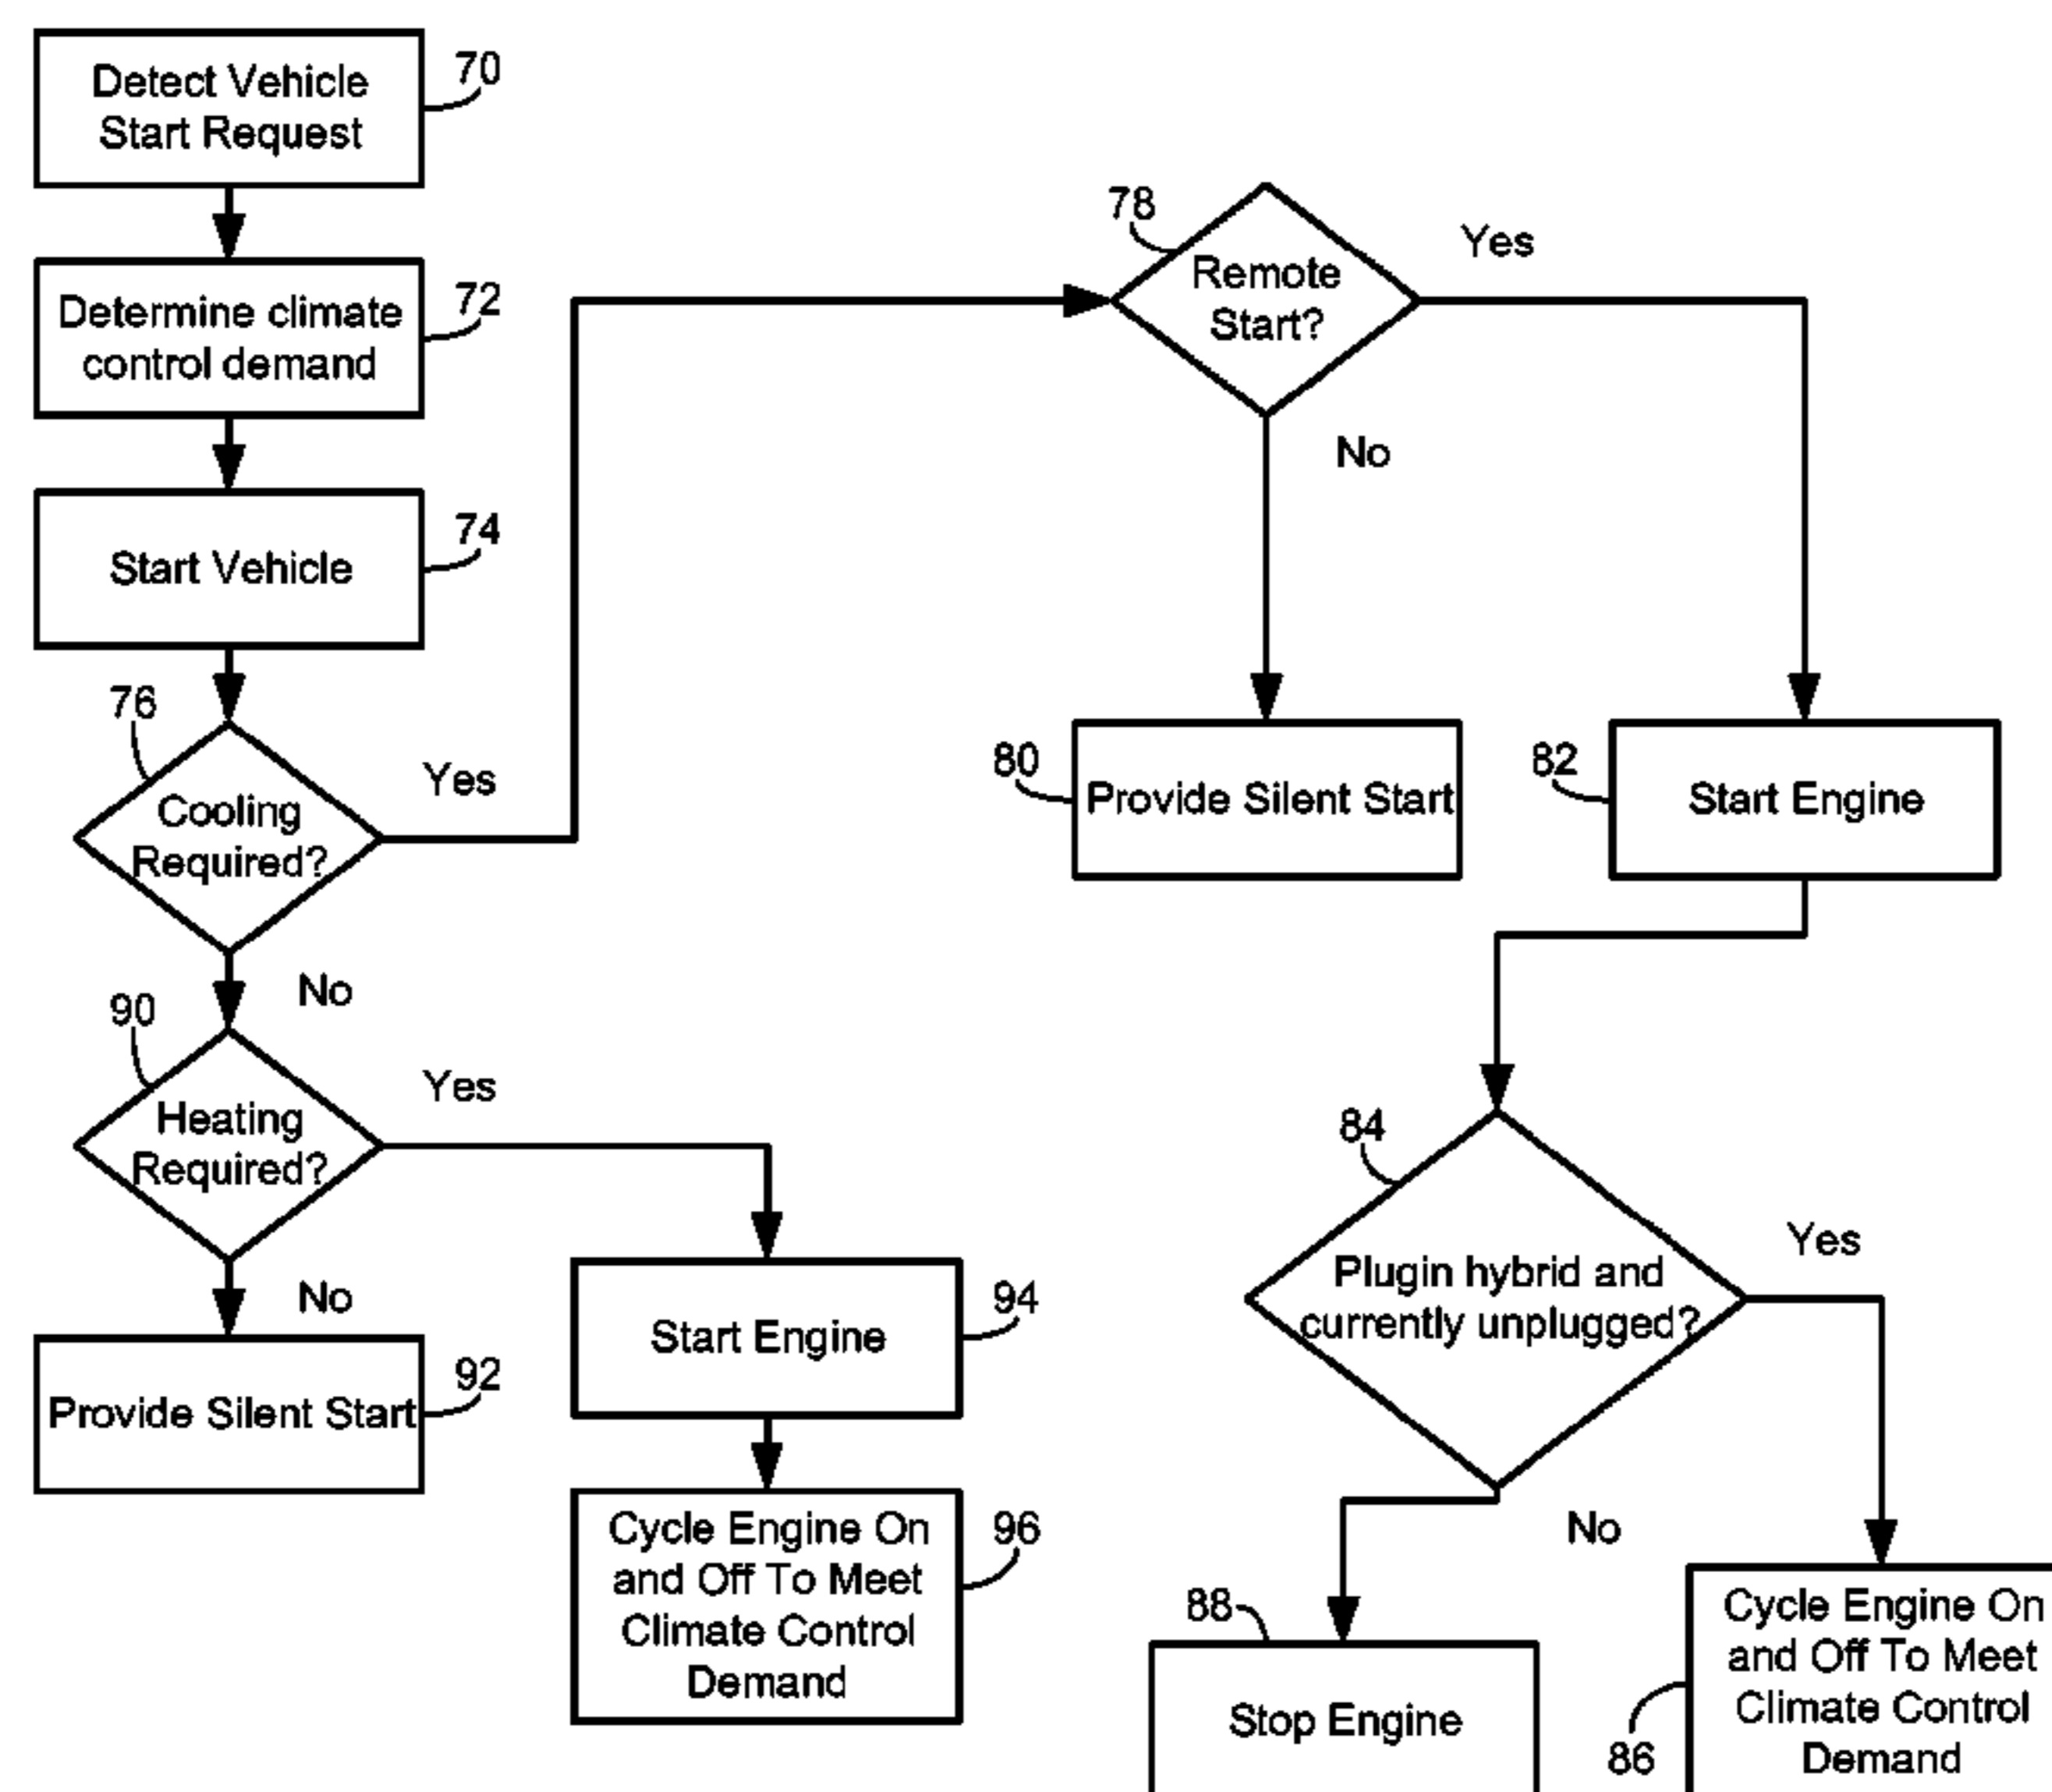 Detect Vehicle
Start Request
70
Determine climate
control demand
72
Start Vehicle
74
76
Cooling
Required?
Yes
No
78
Remote
Start?
Yes
No
80
Provide Silent Start
82
Start Engine
84
Plugin hybrid and
currently unplugged?
Yes
No
88
Stop Engine
Cycle Engine On
and Off To Meet
Climate Control
Demand
86
90
Heating
Required?
Yes
No
Provide Silent Start
92
Start Engine
94
Cycle Engine On
and Off To Meet
Climate Control
Demand
96